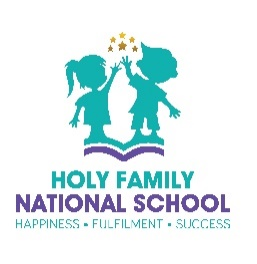 HOLY FAMILY
NATIONAL SCHOOL
HAPPINESS • FULFILMENT • SUCCESS